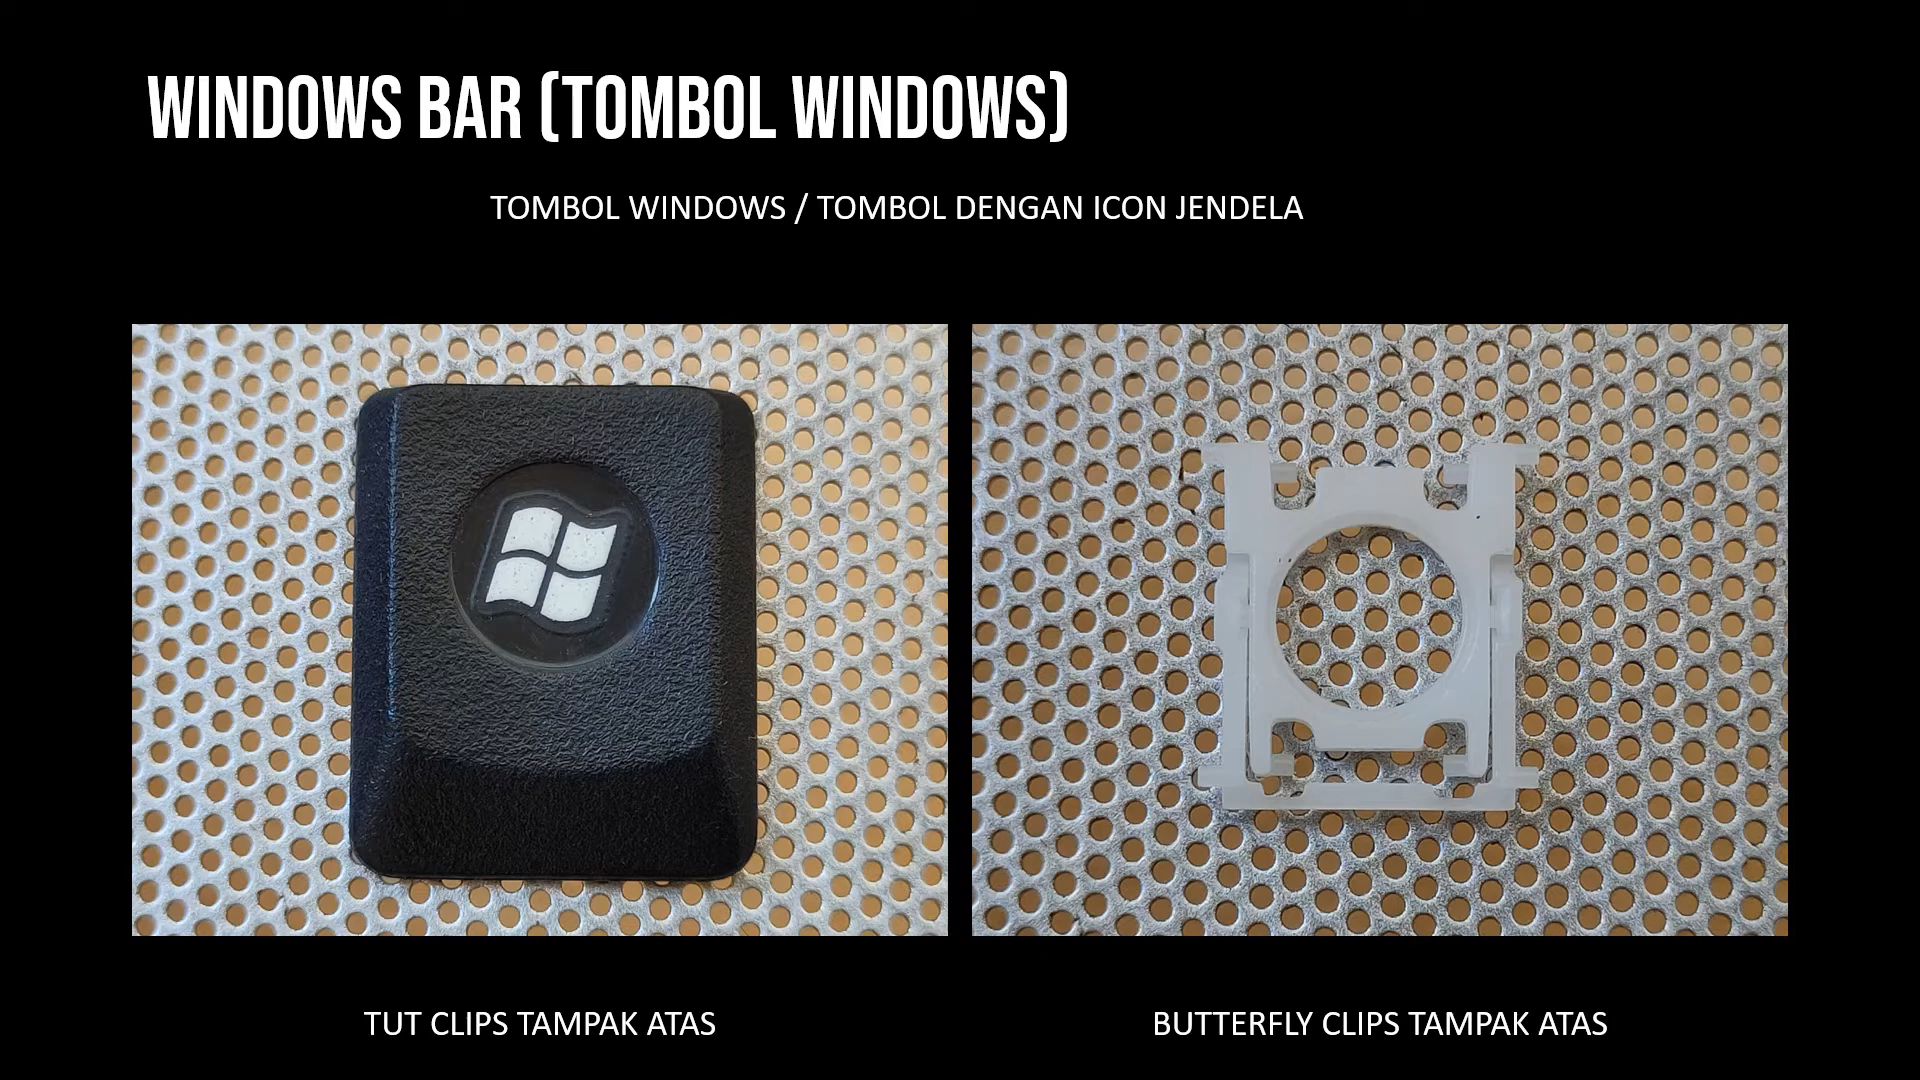 WINDOWS BAR (TOMBOL WINDOWS)
TOMBOL WINDOWS / TOMBOL DENGAN ICON JENDELA
TUT CLIPS TAMPAK ATAS
BUTTERFLY CLIPS TAMPAK ATAS